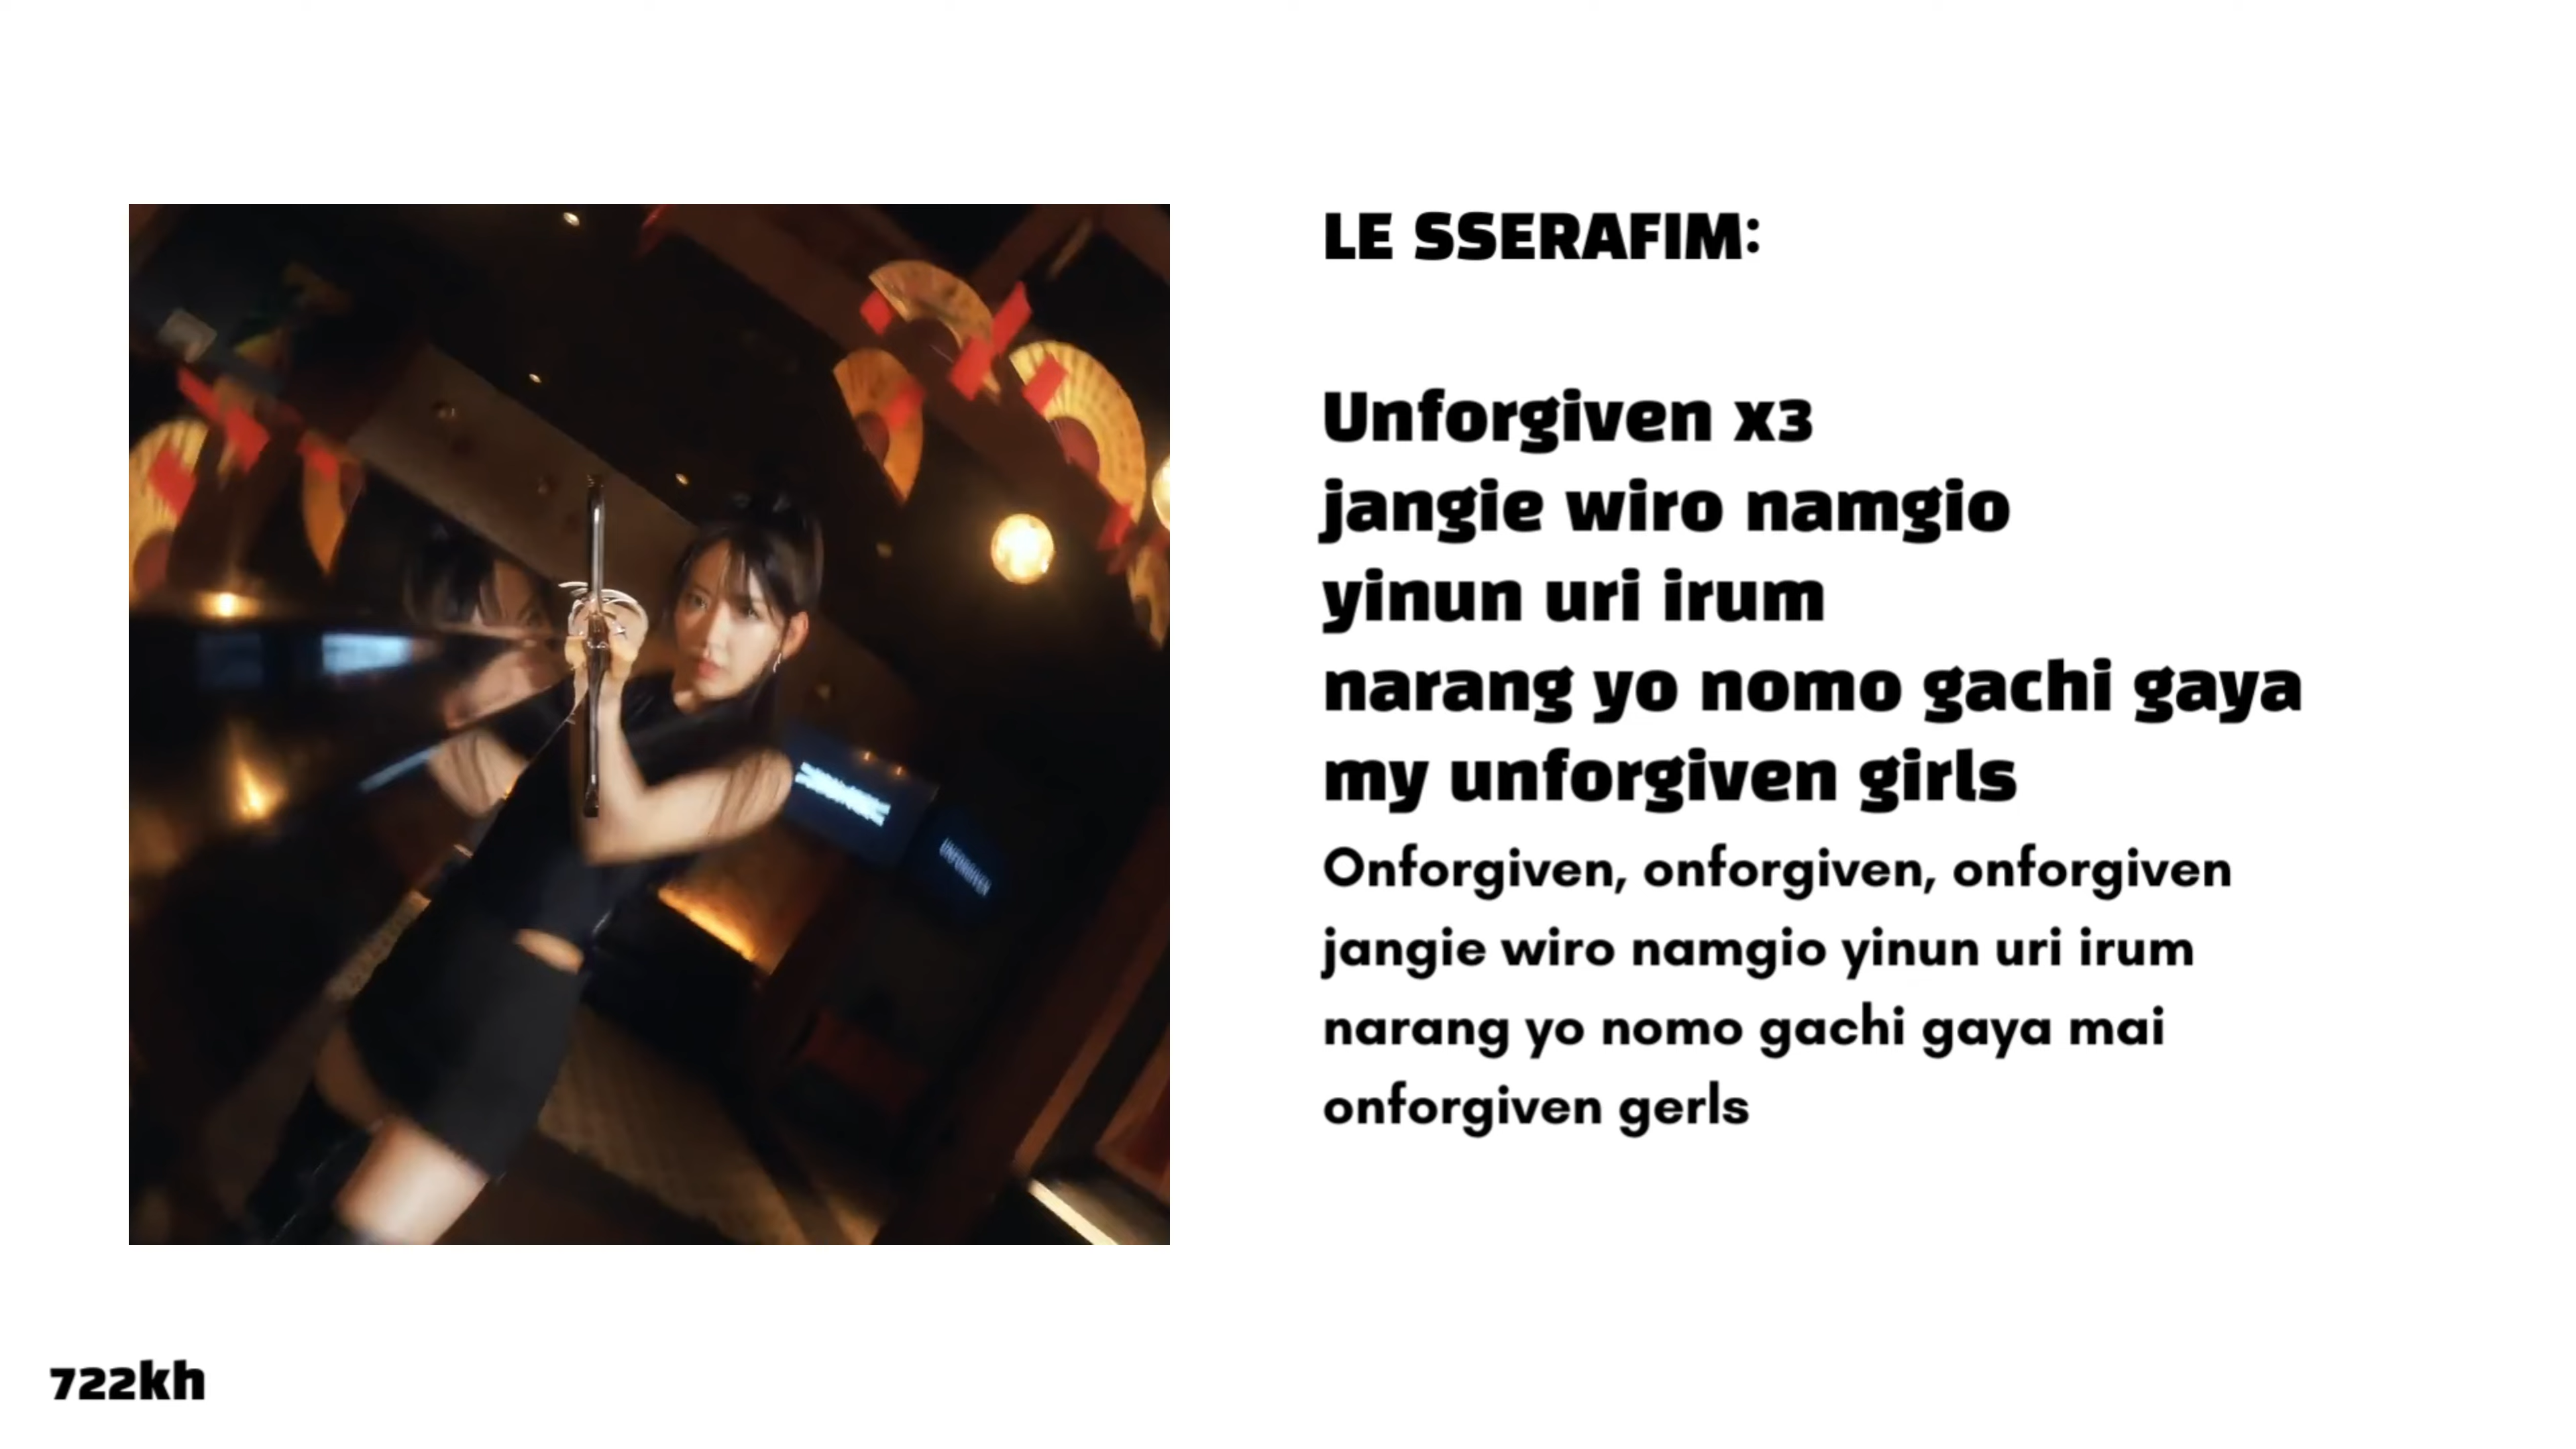 LE SSERAFIM:
Unforgiven x3
jangie wiro namgio
yinun uri irum
narang yo nomo gachi gaya
my unforgiven girls
Onforgiven, onforgiven, onforgiven
jangie wiro namgio yinun uri irum
narang yo nomo gachi gaya mai
onforgiven gerls
UNFORGIVEN
722kh